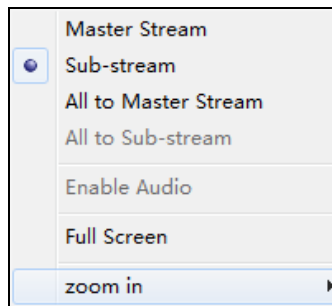 Master Stream
Sub-stream
All to Master Stream
All to Sub-stream
Enable Audio
Full Screen
zoom in